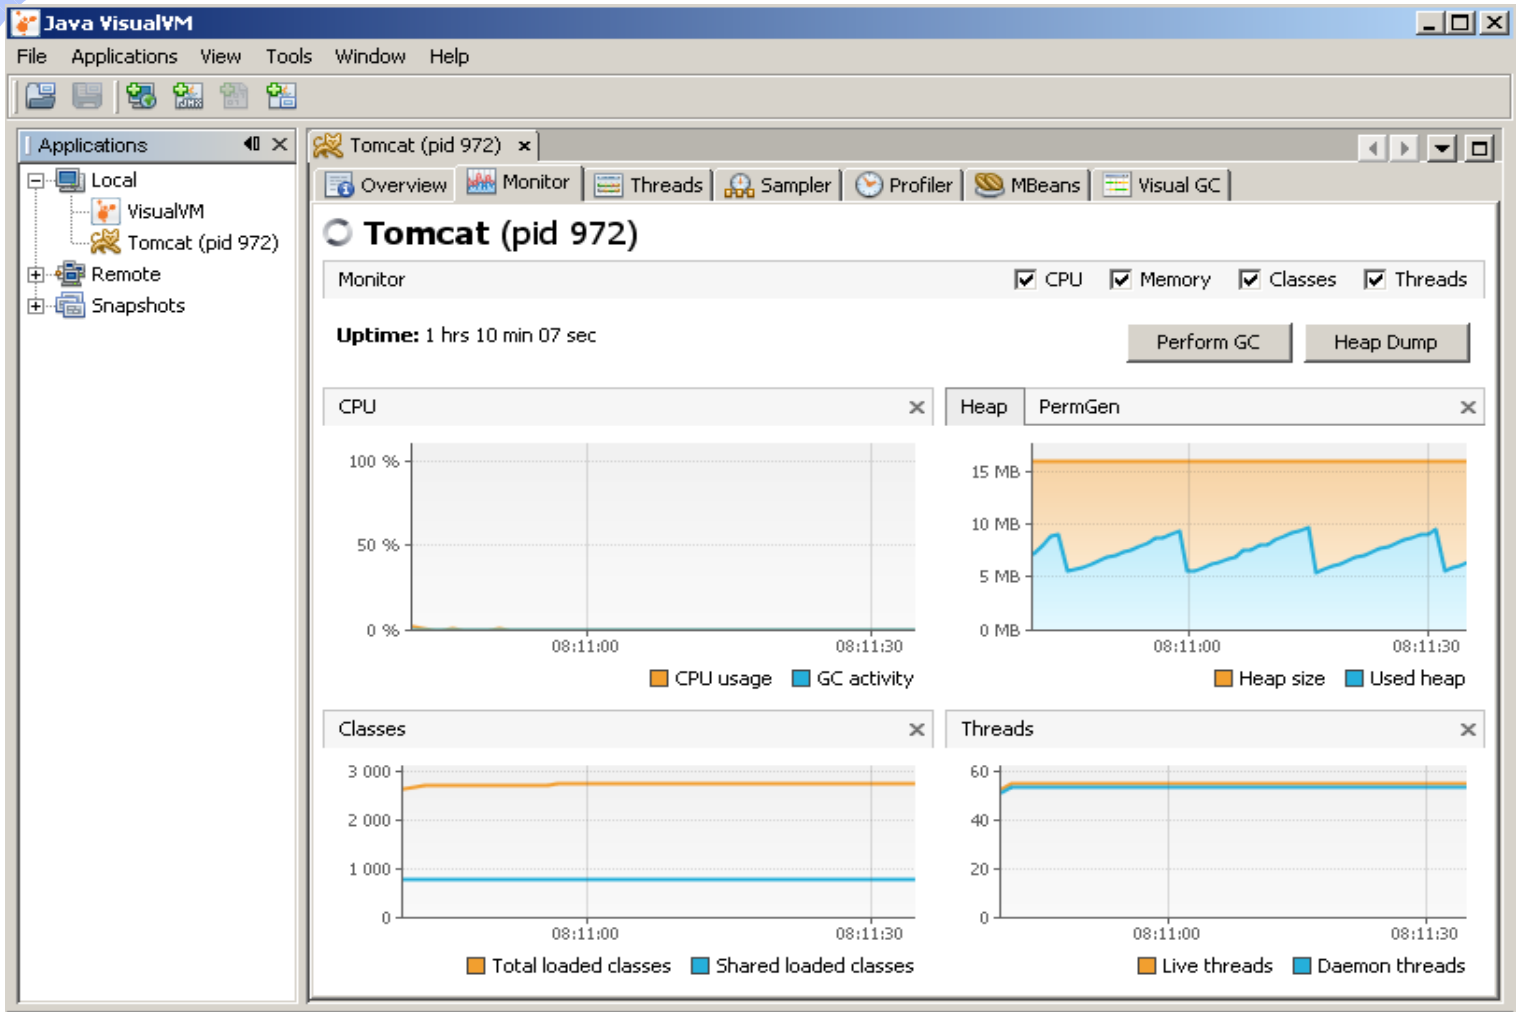 Java VisualVM
File Applications View Tools Window Help
JMX
Applications
Local
VisualVM
Tomcat (pid 972)
Remote
Snapshots
Tomcat (pid 972)
Overview Monitor Threads Sampler Profiler MBeans Visual GC
Tomcat (pid 972)
Monitor CPU Memory Classes Threads
Uptime: 1 hrs 10 min 07 sec
Perform GC Heap Dump
CPU
100 %
50 %
0 %
08:11:00 08:11:30
CPU usage GC activity
Heap PermGen
15 MB
10 MB
5 MB
0 MB
08:11:00 08:11:30
Heap size Used heap
Classes
3 000
2 000
1 000
0
08:11:00 08:11:30
Total loaded classes Shared loaded classes
Threads
60
40
20
0
08:11:00 08:11:30
Live threads Daemon threads